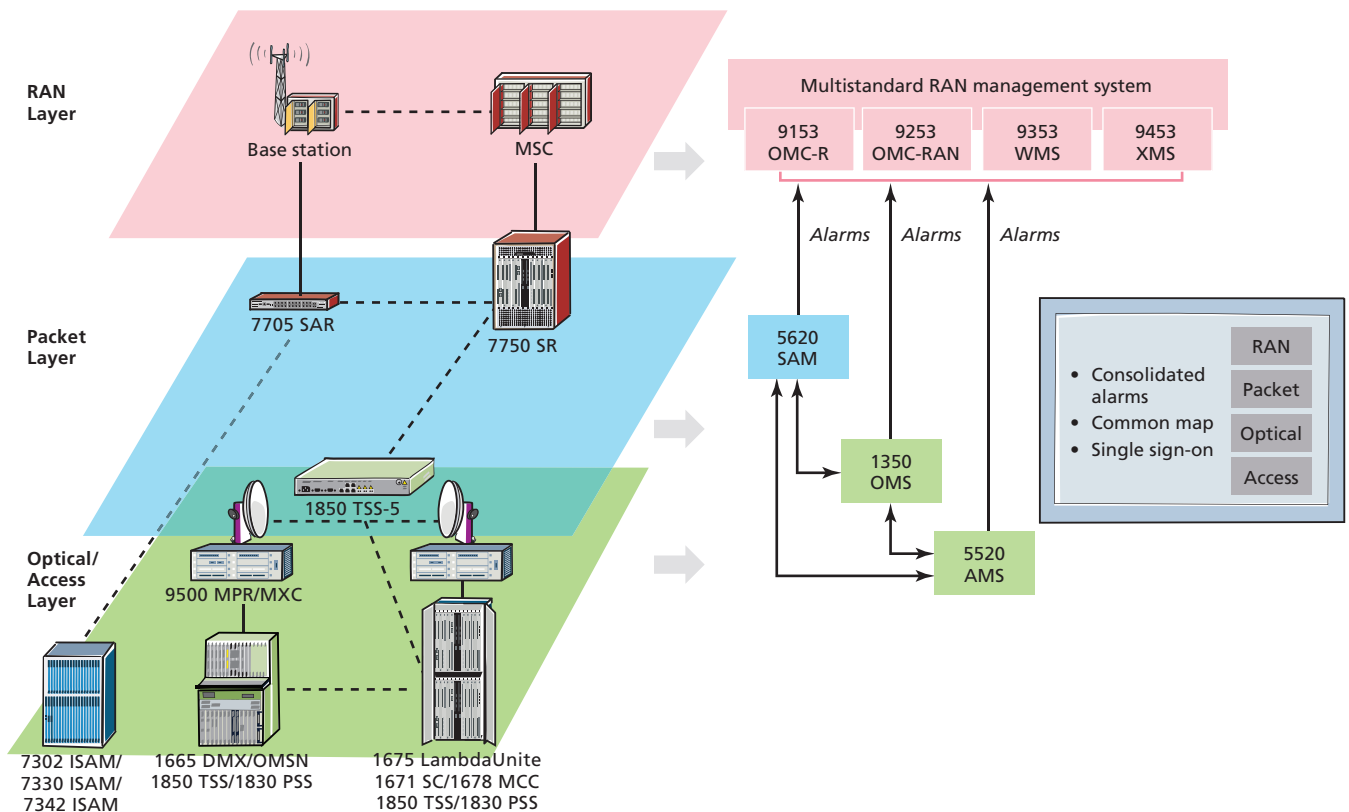 RAN
Layer
Base station
MSC
Packet
Layer
7705 SAR
7750 SR
1850 TSS-5
Optical/
Access
Layer
9500 MPR/MXC
7302 ISAM/
7330 ISAM/
7342 ISAM
1665 DMX/OMSN
1850 TSS/1830 PSS
1675 LambdaUnite
1671 SC/1678 MCC
1850 TSS/1830 PSS
Multistandard RAN management system
9153
OMC-R
9253
OMC-RAN
9353
WMS
9453
XMS
Alarms
Alarms
Alarms
5620
SAM
1350
OMS
5520
AMS
• Consolidated
alarms
• Common map
• Single sign-on
RAN
Packet
Optical
Access